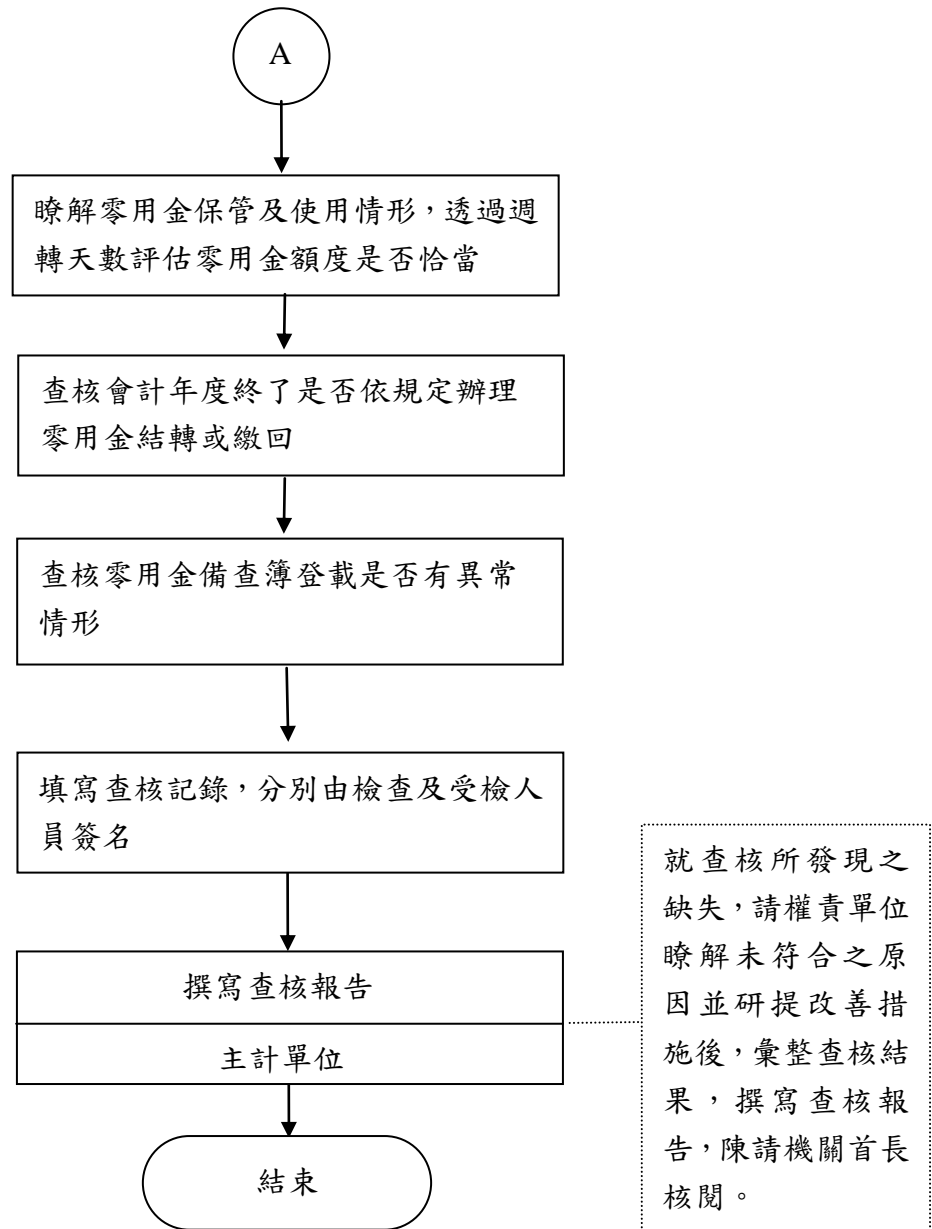 A
瞭解零用金保管及使用情形，透過週
轉天數評估零用金額度是否恰當
查核會計年度終了是否依規定辦理
零用金結轉或繳回
查核零用金備查簿登載是否有異常
情形
填寫查核記錄，分別由檢查及受檢人
員簽名
撰寫查核報告
主計單位
就查核所發現之
缺失，請權責單位
瞭解未符合之原
因並研提改善措
施後，彙整查核結
果，撰寫查核報
告，陳請機關首長
核閱。
結束